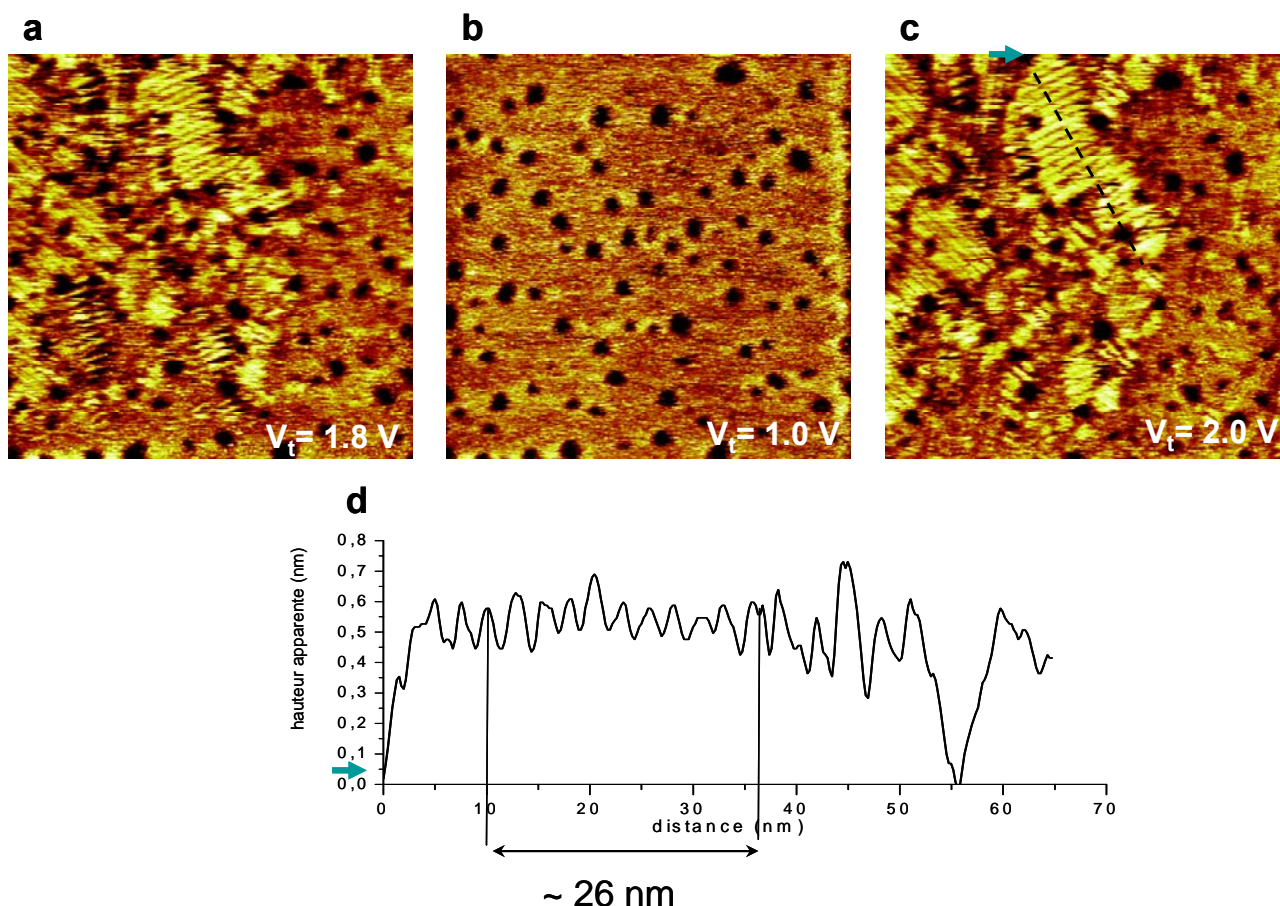 a
b
c
Vt= 1.8 V
Vt= 1.0 V
Vt= 2.0 V
d
hauteur apparente (nm)
0,8
0,7
0,6
0,5
0,4
0,3
0,2
0,1
0,0
0 10 20 30 40 50 60 70
distance (nm)
~ 26 nm